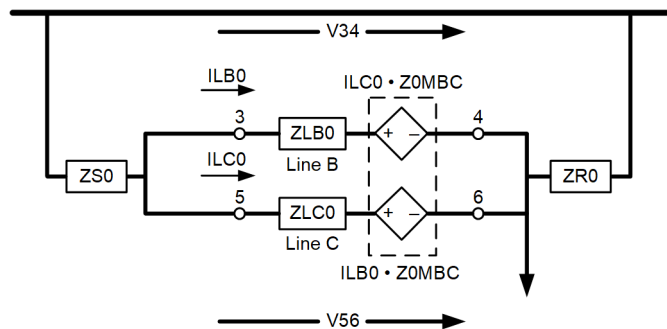 V34
ILB0
ILC0 • Z0MBC
3
ZLB0
4
Line B
ILC0
ZS0
ZR0
5
ZLC0
6
Line C
ILB0 • Z0MBC
V56